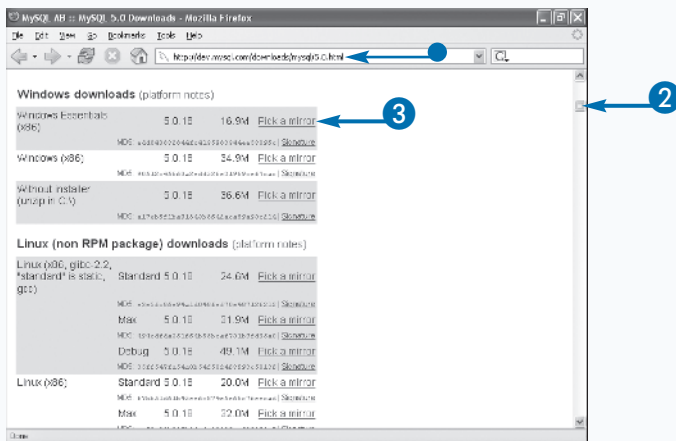 MySQL AB :: MySQL 5.0 Downloads - Mozilla Firefox
File Edit View Go Bookmarks Tools Help
http://dev.mysql.com/downloads/mysql/5.0.html
2
Windows downloads (platform notes)
Windows Essentials (x86) 5.0.18 16.9M Pick a mirror
3
MD5: | Signature
Windows (x86) 5.0.18 34.9M Pick a mirror
MD5: | Signature
Without installer (unzip in C:\) 5.0.18 36.6M Pick a mirror
MD5: | Signature
Linux (non RPM package) downloads (platform notes)
Linux (x86, glibc-2.2, "standard" is static, gcc) Standard 5.0.18 24.6M Pick a mirror
MD5: | Signature
Max 5.0.18 31.9M Pick a mirror
MD5: | Signature
Debug 5.0.18 49.1M Pick a mirror
MD5: | Signature
Linux (x86) Standard 5.0.18 20.0M Pick a mirror
MD5: | Signature
Max 5.0.18 32.0M Pick a mirror
Done